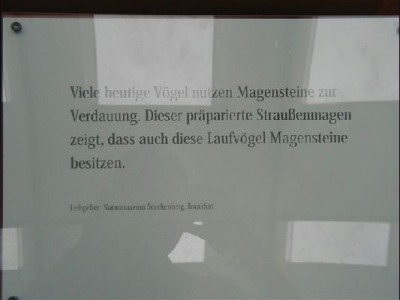 Viele heutige Vögel nutzen Magensteine zur
Verdauung. Dieser präparierte Straußenmagen
zeigt, dass auch diese Laufvögel Magensteine
besitzen.
Leihgeber: Naturmuseum Senckenberg, Frankfurt